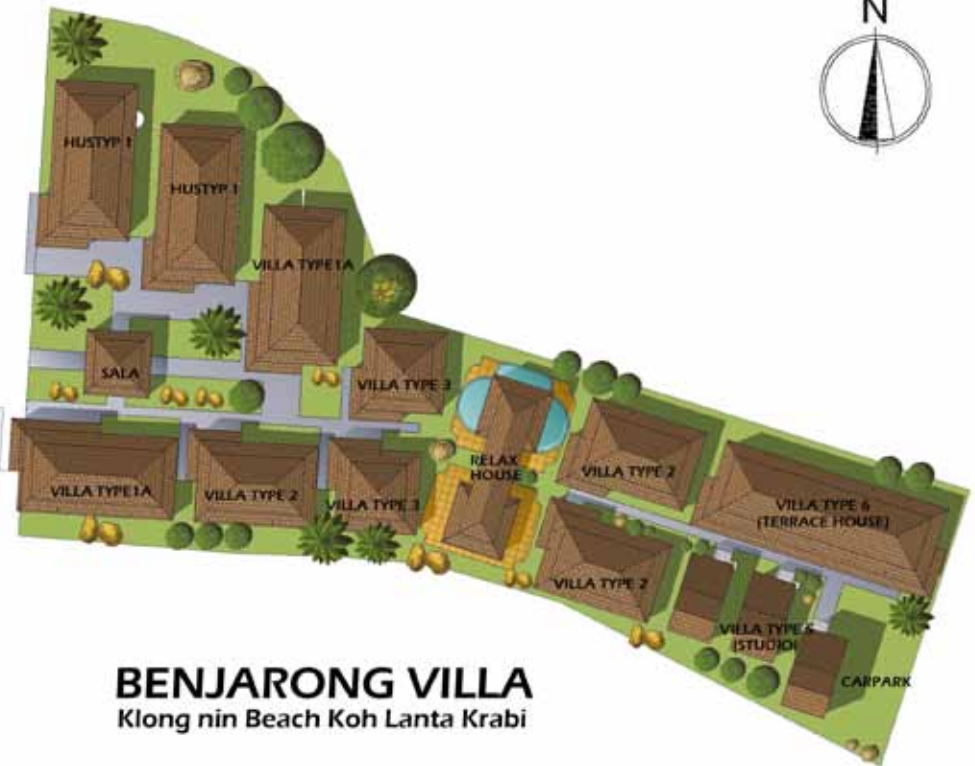 N
HUSTYP 1
HUSTYP 1
VILLA TYPE 1A
SALA
VILLA TYPE 3
RELAX
HOUSE
VILLA TYPE 2
VILLA TYPE 1A
VILLA TYPE 2
VILLA TYPE 3
VILLA TYPE 6
(TERRACE HOUSE)
VILLA TYPE 2
VILLA TYPE
(STUDIO)
CARPARK
BENJARONG VILLA
Klong nin Beach Koh Lanta Krabi